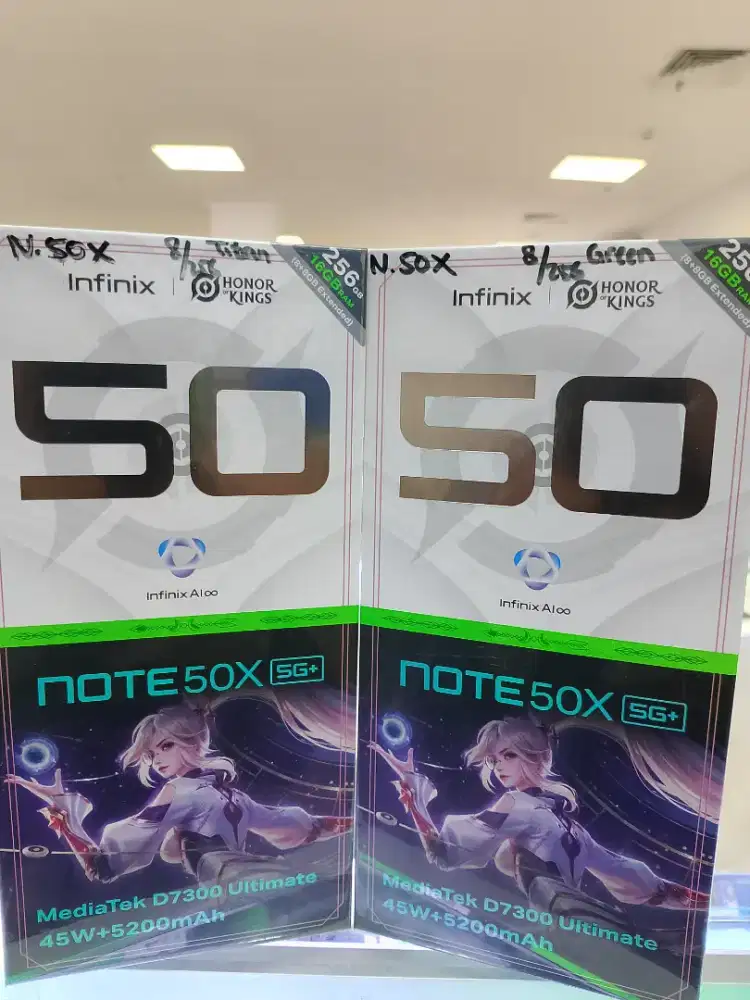 N.50X 8/256 Titan
Infinix | HONOR OF KINGS
256GB
16GB RAM
(8+8GB Extended)
50
Infinix AI∞
NOTE 50X 5G+
MediaTek D7300 Ultimate
45W+5200mAh
N.50X 8/256 Green
Infinix | HONOR OF KINGS
25
16GB RA
(8+8GB Extended)
50
Infinix AI∞
NOTE 50X 5G+
MediaTek D7300 Ultimate
45W+5200mAh